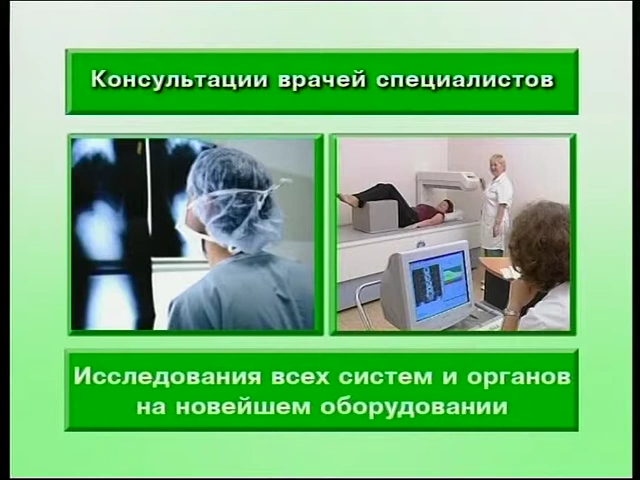 Консультации врачей специалистов
Исследования всех систем и органов
на новейшем оборудовании